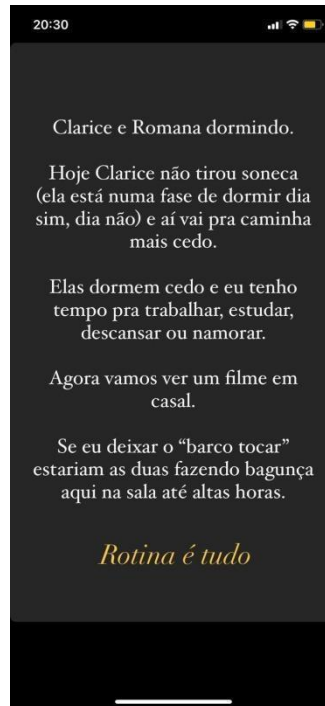 20:30
Clarice e Romana dormindo.
Hoje Clarice não tirou soneca
(ela está numa fase de dormir dia
sim, dia não) e aí vai pra caminha
mais cedo.
Elas dormem cedo e eu tenho
tempo pra trabalhar, estudar,
descansar ou namorar.
Agora vamos ver um filme em
casal.
Se eu deixar o “barco tocar”
estariam as duas fazendo bagunça
aqui na sala até altas horas.
Rotina é tudo